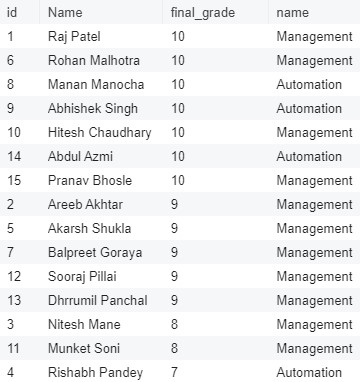 id Name final_grade name
1 Raj Patel 10 Management
6 Rohan Malhotra 10 Management
8 Manan Manocha 10 Automation
9 Abhishek Singh 10 Automation
10 Hitesh Chaudhary 10 Management
14 Abdul Azmi 10 Automation
15 Pranav Bhosle 10 Management
2 Areeb Akhtar 9 Management
5 Akarsh Shukla 9 Management
7 Balpreet Goraya 9 Management
12 Sooraj Pillai 9 Management
13 Dhrrumil Panchal 9 Management
3 Nitesh Mane 8 Management
11 Munket Soni 8 Management
4 Rishabh Pandey 7 Automation